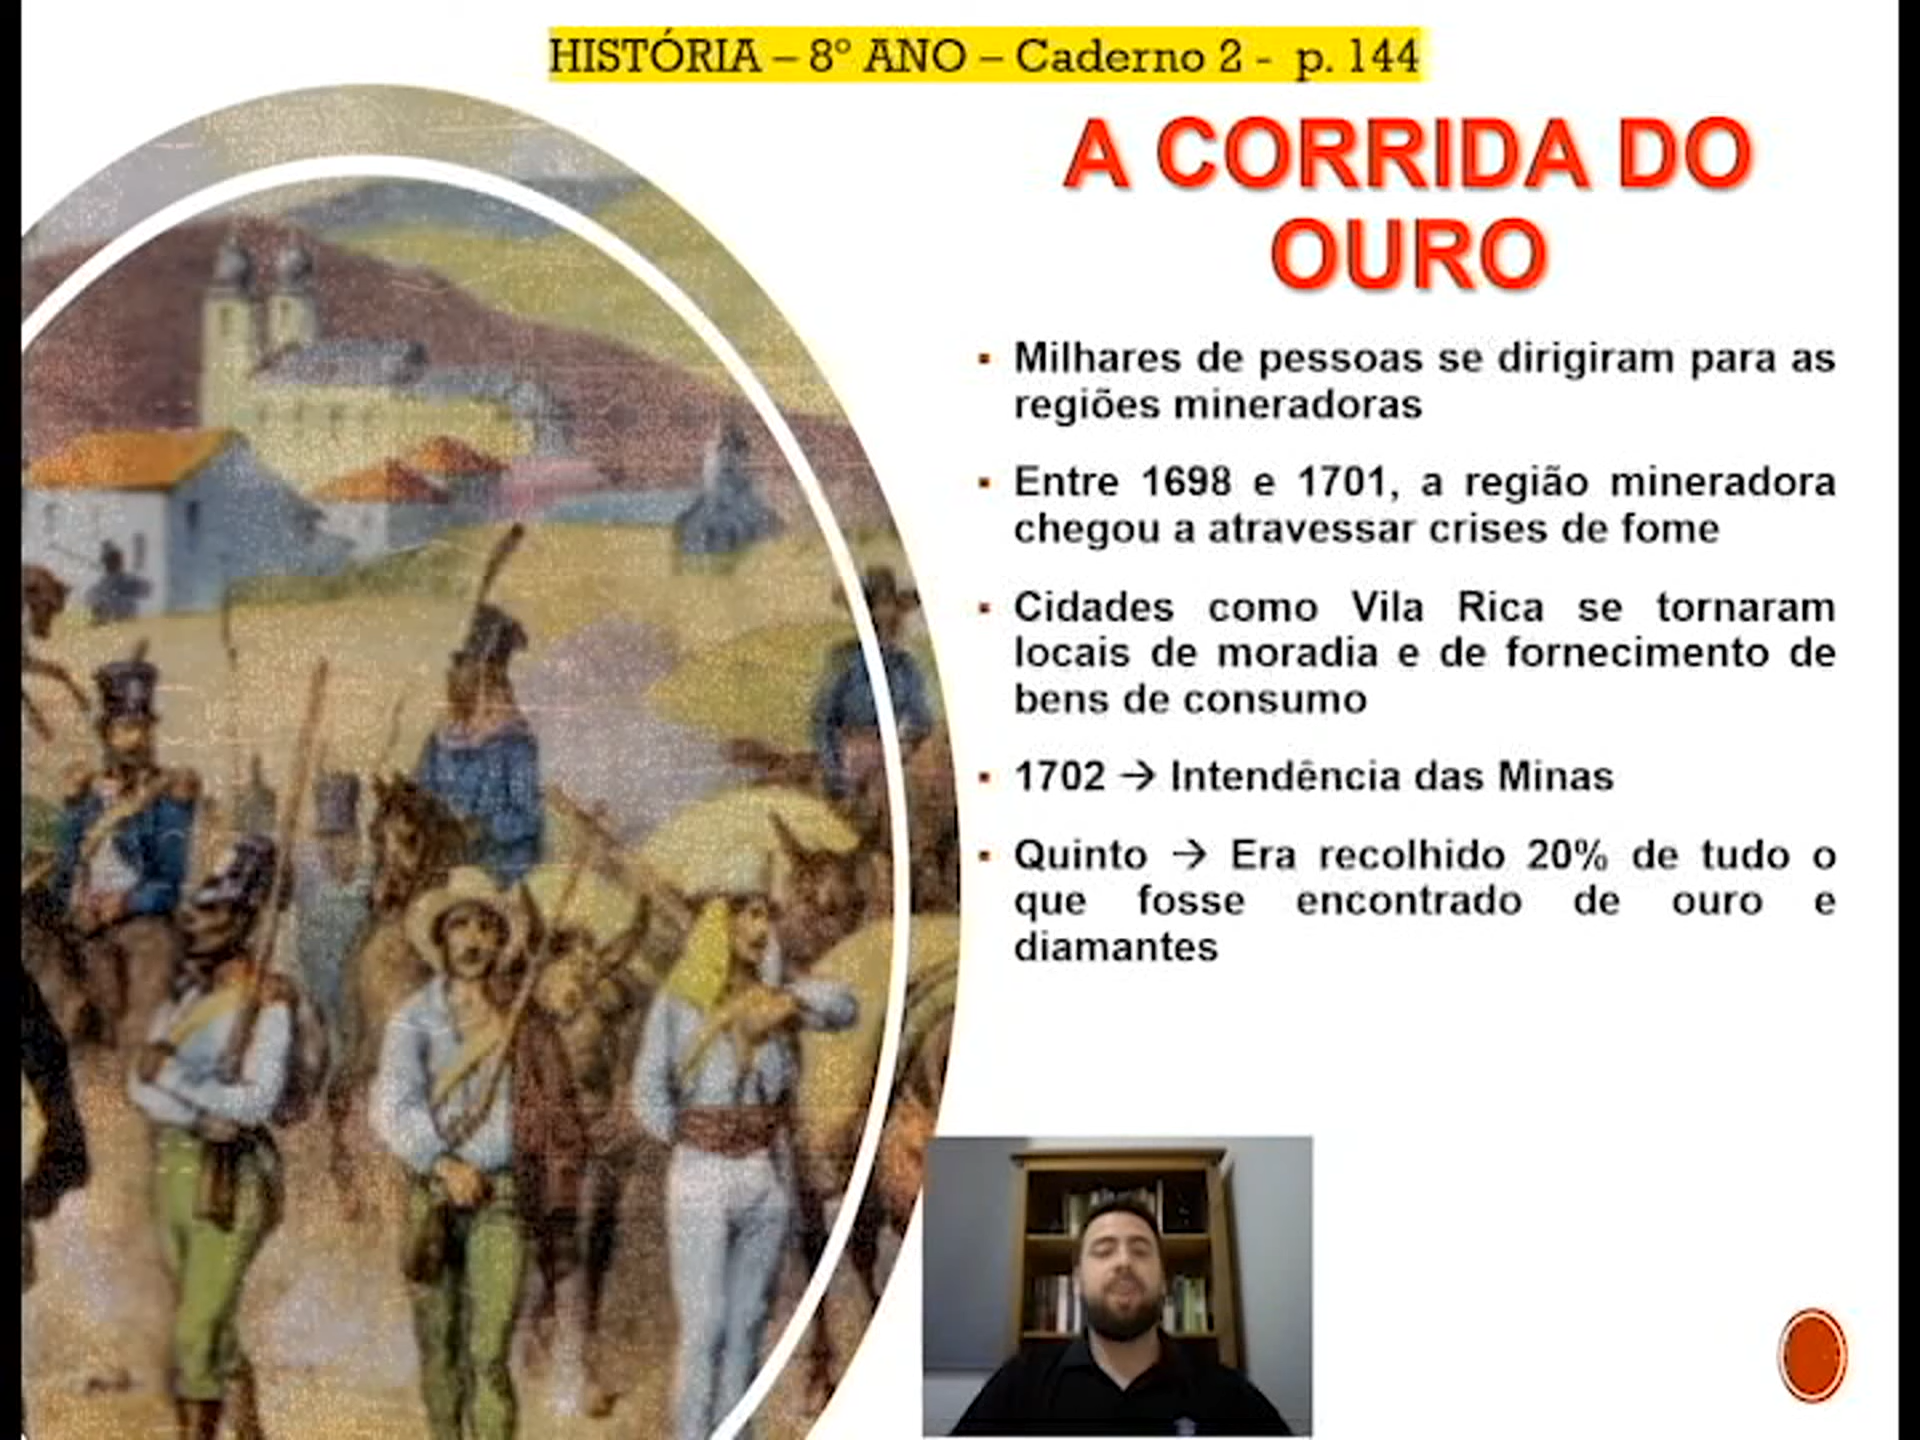 HISTÓRIA – 8º ANO – Caderno 2 - p. 144
A CORRIDA DO
OURO
Milhares de pessoas se dirigiram para as
regiões mineradoras
Entre 1698 e 1701, a região mineradora
chegou a atravessar crises de fome
Cidades como Vila Rica se tornaram
locais de moradia e de fornecimento de
bens de consumo
1702 → Intendência das Minas
Quinto → Era recolhido 20% de tudo o
que fosse encontrado de ouro e
diamantes